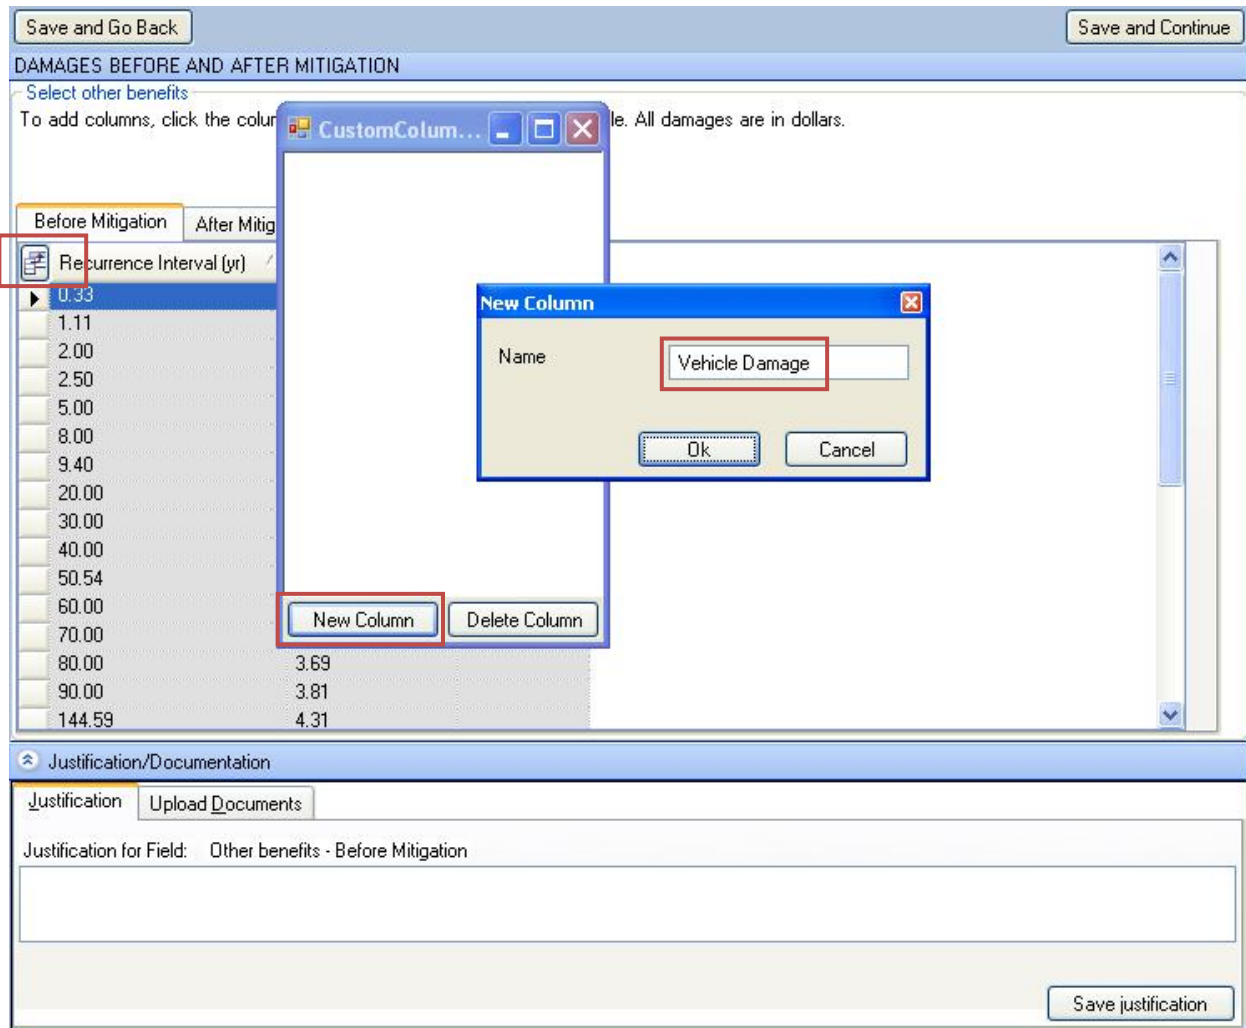 Save and Go Back
Save and Continue
DAMAGES BEFORE AND AFTER MITIGATION
Select other benefits
To add columns, click the colum
le. All damages are in dollars.
CustomColum...
Before Mitigation
After Mitig
Recurrence Interval (yr)
0.33
1.11
2.00
2.50
5.00
8.00
9.40
20.00
30.00
40.00
50.54
60.00
70.00
80.00 3.69
90.00 3.81
144.59 4.31
New Column
Name
Vehicle Damage
Ok
Cancel
New Column
Delete Column
Justification/Documentation
Justification
Upload Documents
Justification for Field: Other benefits - Before Mitigation
Save justification